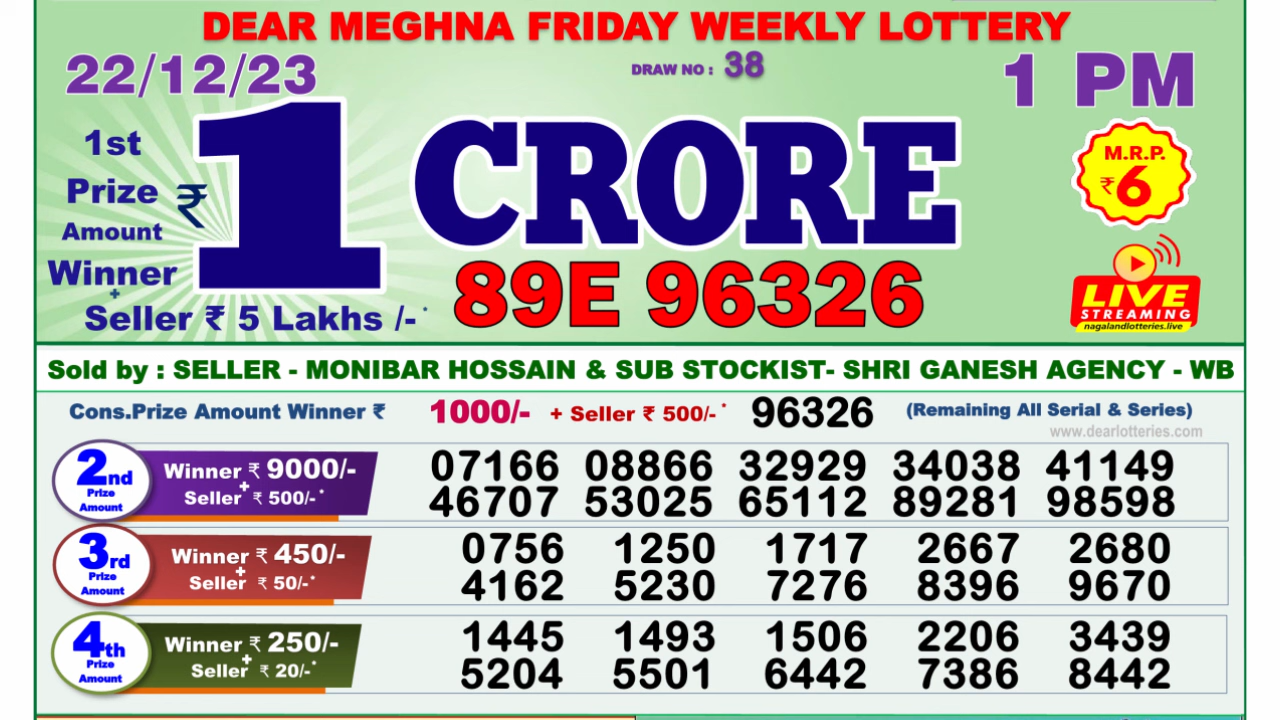 DEAR MEGHNA FRIDAY WEEKLY LOTTERY
22/12/23
DRAW NO : 38
1 PM
1st
Prize
Amount
Winner
+
Seller ₹ 5 Lakhs /-*
₹ 1 CRORE
89E 96326
M.R.P.
₹6
LIVE
STREAMING
nagalandlotteries.live
Sold by : SELLER - MONIBAR HOSSAIN & SUB STOCKIST- SHRI GANESH AGENCY - WB
Cons.Prize Amount Winner ₹ 1000/- + Seller ₹ 500/-* 96326 (Remaining All Serial & Series)
www.dearlotteries.com
2nd
Prize
Amount
Winner ₹ 9000/-
+
Seller ₹ 500/-*
07166 08866 32929 34038 41149
46707 53025 65112 89281 98598
3rd
Prize
Amount
Winner ₹ 450/-
+
Seller ₹ 50/-*
0756 1250 1717 2667 2680
4162 5230 7276 8396 9670
4th
Prize
Amount
Winner ₹ 250/-
+
Seller ₹ 20/-*
1445 1493 1506 2206 3439
5204 5501 6442 7386 8442